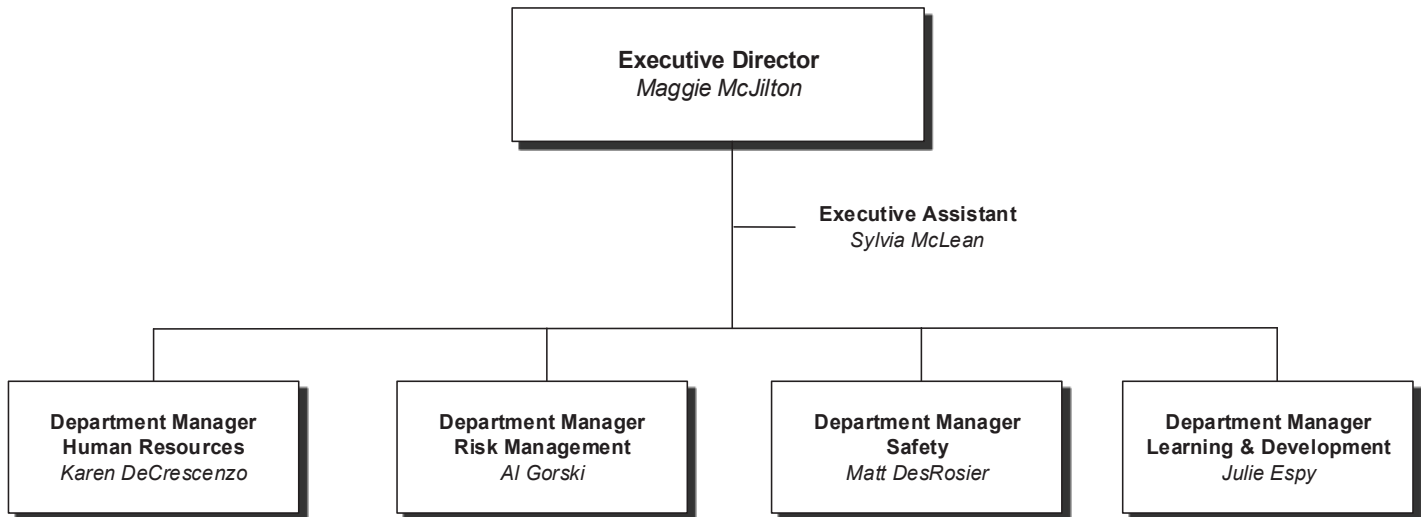 Executive Director
Maggie McJilton
Executive Assistant
Sylvia McLean
Department Manager
Human Resources
Karen DeCrescenzo
Department Manager
Risk Management
Al Gorski
Department Manager
Safety
Matt DesRosier
Department Manager
Learning & Development
Julie Espy